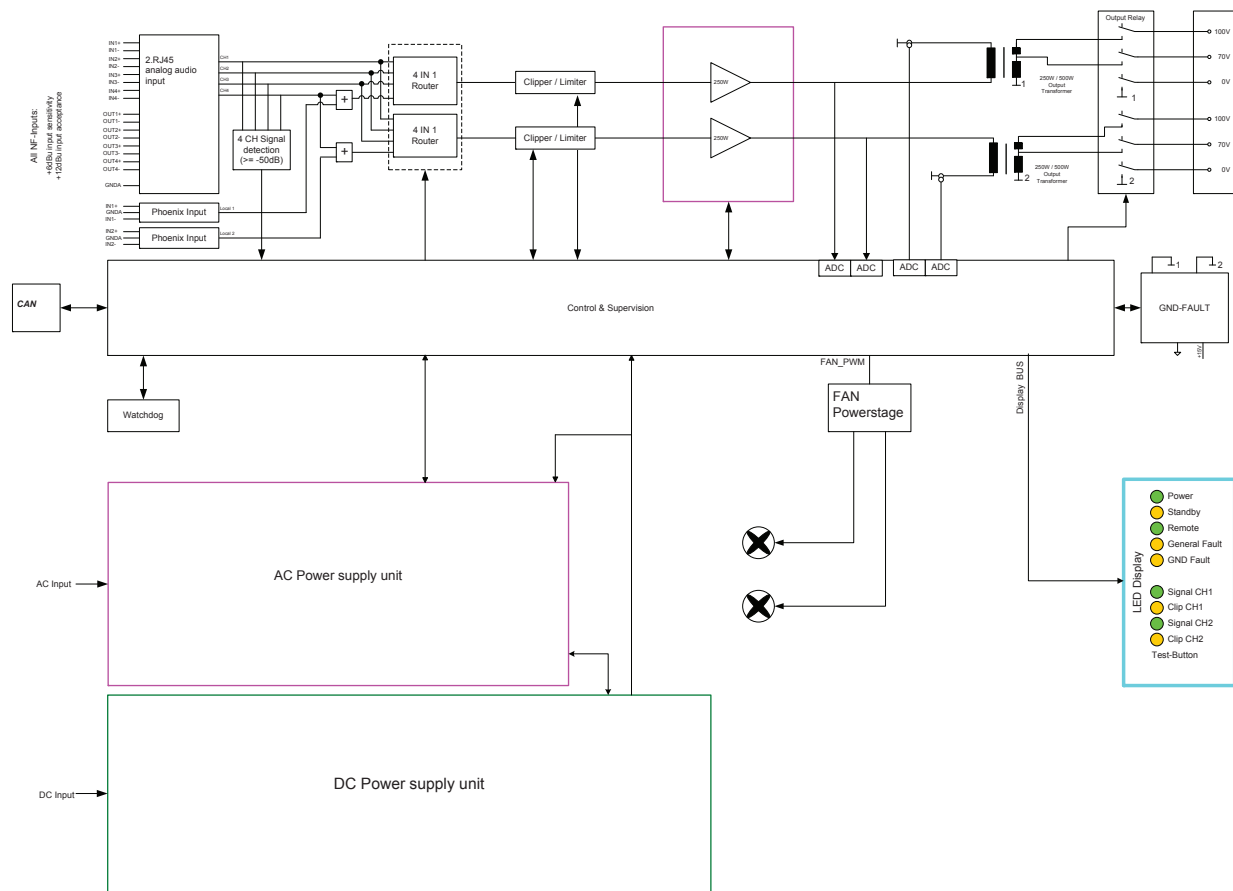 All NF-Inputs:
+6dBu input sensitivity
+12dBu input acceptance
IN1+
IN1-
IN2+
IN2-
IN3+
IN3-
IN4+
IN4-
OUT1+
OUT1-
OUT2+
OUT2-
OUT3+
OUT3-
OUT4+
OUT4-
GNDA
2.RJ45
analog audio
input
CH1
CH2
CH3
CH4
4 CH Signal
detection
(>= -50dB)
IN1+
GNDA
IN1-
Phoenix Input
Local 1
IN2+
GNDA
IN2-
Phoenix Input
Local 2
+
+
4 IN 1
Router
4 IN 1
Router
Clipper / Limiter
Clipper / Limiter
250W
250W
1
250W / 500W
Output
Transformer
2
250W / 500W
Output
Transformer
Output Relay
1
2
100V
70V
0V
100V
70V
0V
ADC
ADC
ADC
ADC
CAN
Control & Supervision
1
2
GND-FAULT
+15V
Watchdog
FAN_PWM
FAN
Powerstage
Display BUS
AC Input
AC Power supply unit
DC Input
DC Power supply unit
LED Display
Power
Standby
Remote
General Fault
GND Fault
Signal CH1
Clip CH1
Signal CH2
Clip CH2
Test-Button